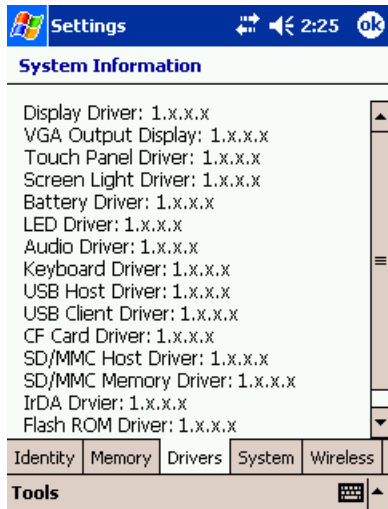 Settings 2:25 ok
System Information
Display Driver: 1.x.x.x
VGA Output Display: 1.x.x.x
Touch Panel Driver: 1.x.x.x
Screen Light Driver: 1.x.x.x
Battery Driver: 1.x.x.x
LED Driver: 1.x.x.x
Audio Driver: 1.x.x.x
Keyboard Driver: 1.x.x.x
USB Host Driver: 1.x.x.x
USB Client Driver: 1.x.x.x
CF Card Driver: 1.x.x.x
SD/MMC Host Driver: 1.x.x.x
SD/MMC Memory Driver: 1.x.x.x
IrDA Drvier: 1.x.x.x
Flash ROM Driver: 1.x.x.x
Identity Memory Drivers System Wireless
Tools